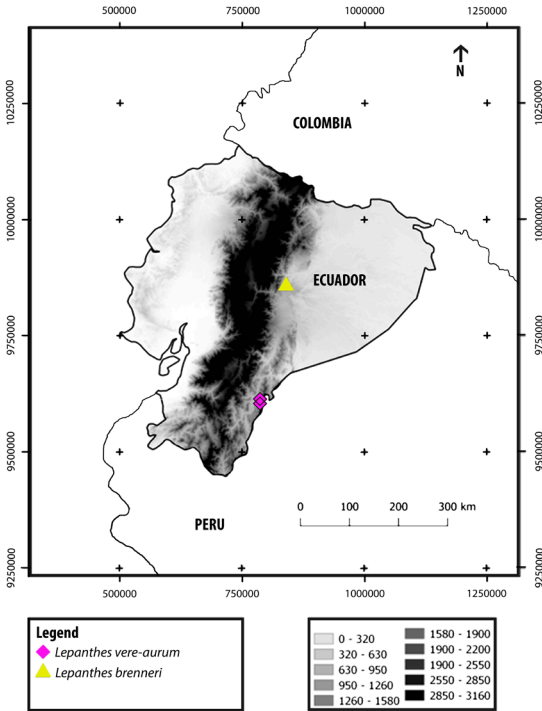 500000 7500000 1000000 1250000
10250000
10000000
9750000
9500000
9250000
N
COLOMBIA
ECUADOR
PERU
0 100 200 300 km
10250000
10000000
9750000
9500000
9250000
500000 7500000 1000000 1250000
Legend
Lepanthes vere-aurum
Lepanthes brenneri
0 - 320
320 - 630
630 - 950
950 - 1260
1260 - 1580
1580 - 1900
1900 - 2200
1900 - 2550
2550 - 2850
2850 - 3160